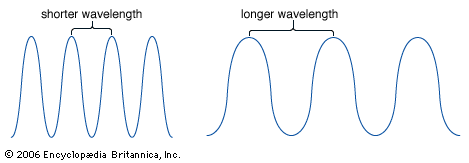 shorter wavelength
longer wavelength
© 2006 Encyclopædia Britannica, Inc.